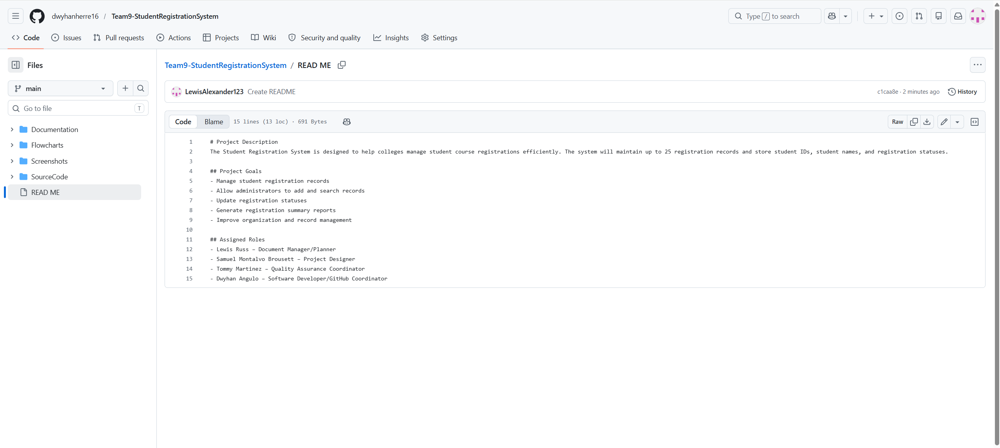 dwyhanherre16 / Team9-StudentRegistrationSystem
Type / to search
Code
Issues
Pull requests
Actions
Projects
Wiki
Security and quality
Insights
Settings
Files
main
Go to file
T
Documentation
Flowcharts
Screenshots
SourceCode
READ ME
Team9-StudentRegistrationSystem / READ ME
LewisAlexander123 Create README
c1caa8e · 2 minutes ago
History
Code
Blame
15 lines (13 loc) · 691 Bytes
Raw
1 # Project Description
2 The Student Registration System is designed to help colleges manage student course registrations efficiently. The system will maintain up to 25 registration records and store student IDs, student names, and registration statuses.
3
4 ## Project Goals
5 - Manage student registration records
6 - Allow administrators to add and search records
7 - Update registration statuses
8 - Generate registration summary reports
9 - Improve organization and record management
10
11 ## Assigned Roles
12 - Lewis Russ – Document Manager/Planner
13 - Samuel Montalvo Brousett – Project Designer
14 - Tommy Martinez – Quality Assurance Coordinator
15 - Dwyhan Angulo – Software Developer/GitHub Coordinator